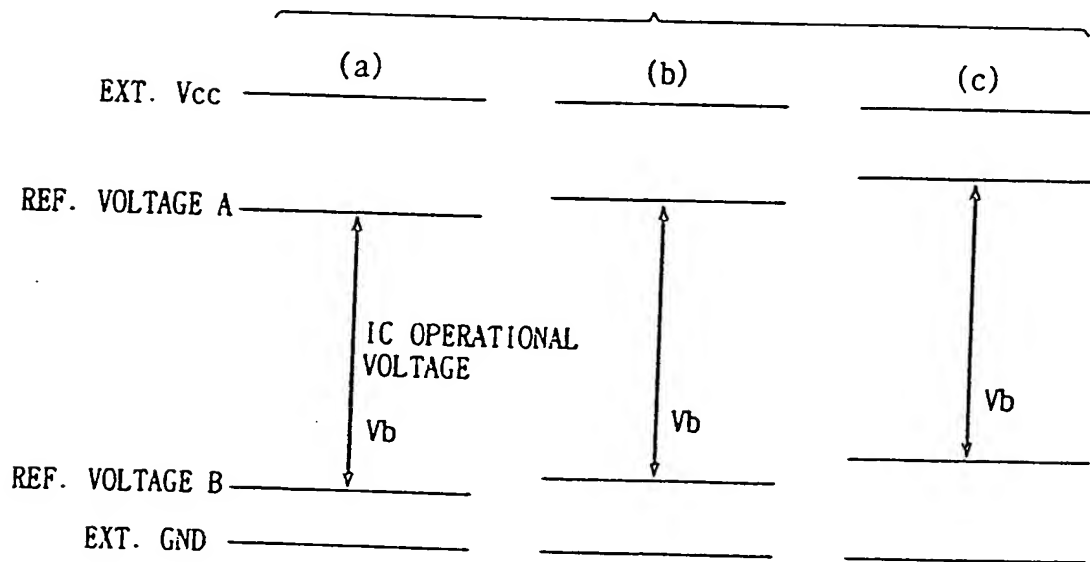 (a) (b) (c)
EXT. Vcc
REF. VOLTAGE A
IC OPERATIONAL
VOLTAGE
Vb Vb Vb
REF. VOLTAGE B
EXT. GND